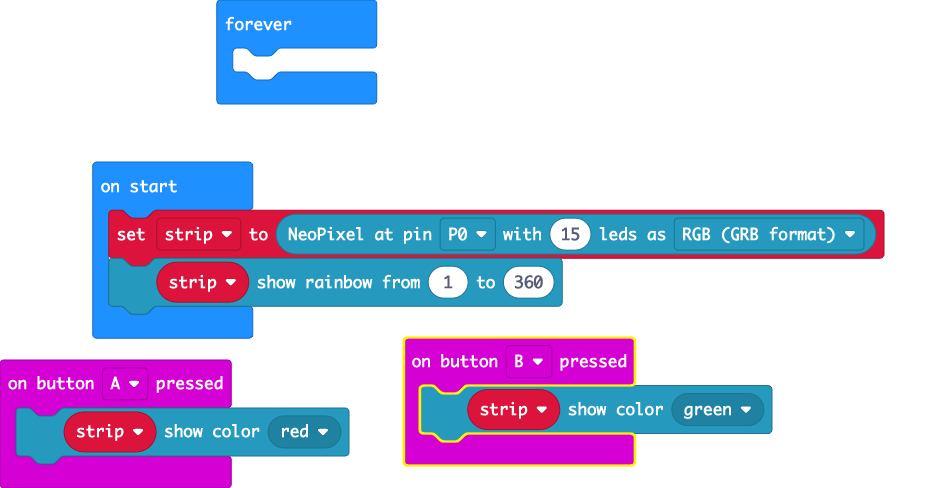 forever
on start
set strip to NeoPixel at pin P0 with 15 leds as RGB (GRB format)
strip show rainbow from 1 to 360
on button A pressed
strip show color red
on button B pressed
strip show color green